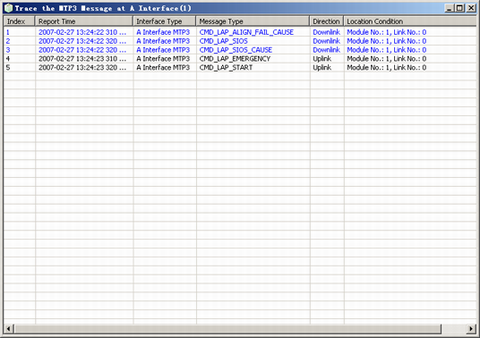 Trace the MTP3 Message at A Interface(1)
Index Report Time Interface Type Message Type Direction Location Condition
1 2007-02-27 13:24:22 310 ... A Interface MTP3 CMD_LAP_ALIGN_FAIL_CAUSE Downlink Module No.: 1, Link No.: 0
2 2007-02-27 13:24:22 320 ... A Interface MTP3 CMD_LAP_SIOS Downlink Module No.: 1, Link No.: 0
3 2007-02-27 13:24:22 320 ... A Interface MTP3 CMD_LAP_SIOS_CAUSE Downlink Module No.: 1, Link No.: 0
4 2007-02-27 13:24:23 310 ... A Interface MTP3 CMD_LAP_EMERGENCY Uplink Module No.: 1, Link No.: 0
5 2007-02-27 13:24:23 320 ... A Interface MTP3 CMD_LAP_START Uplink Module No.: 1, Link No.: 0